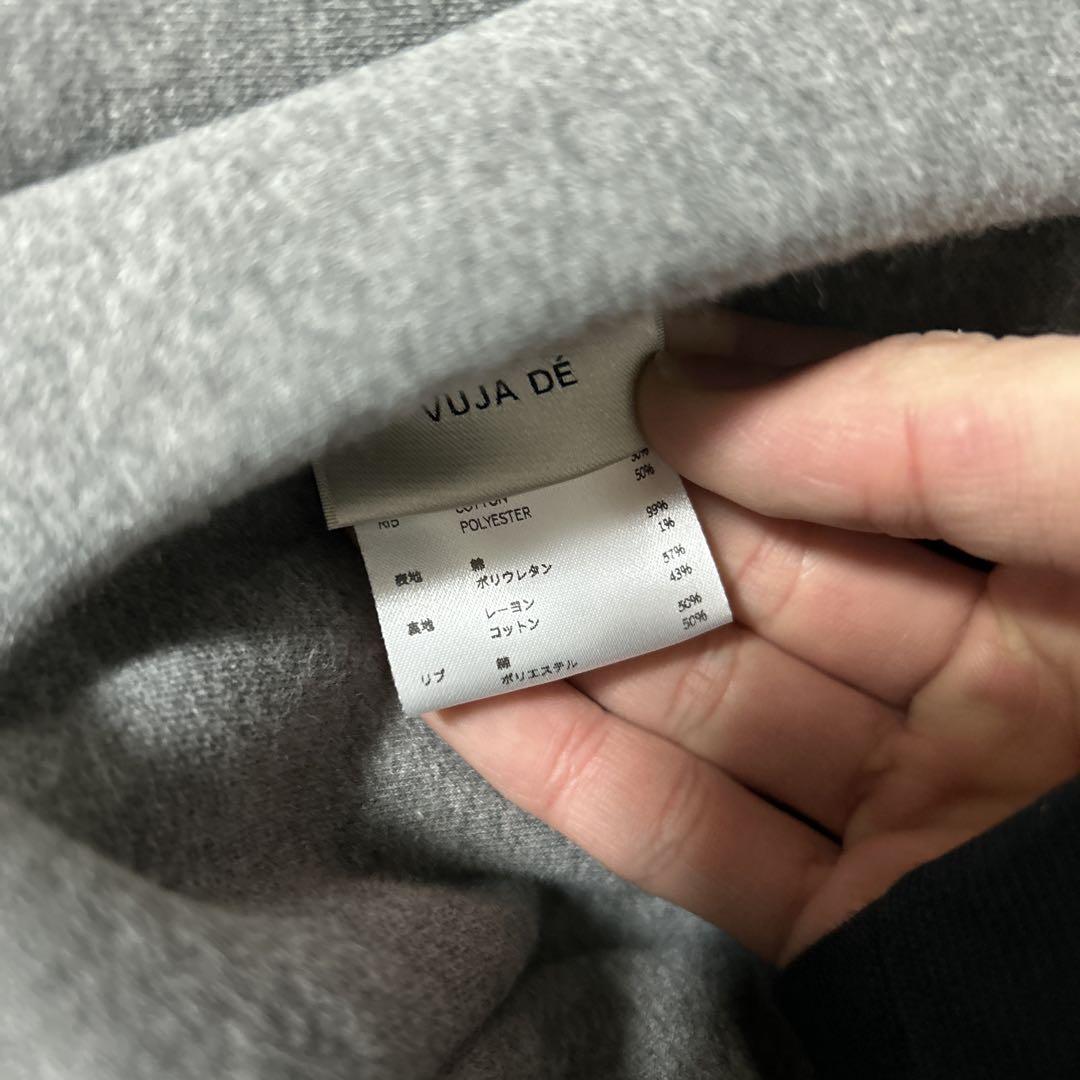 VUJA DÉ
50%
POLYESTER 50%
表地 綿 99%
ポリウレタン 1%
裏地 レーヨン 57%
コットン 43%
リブ 綿 50%
ポリエステル 50%